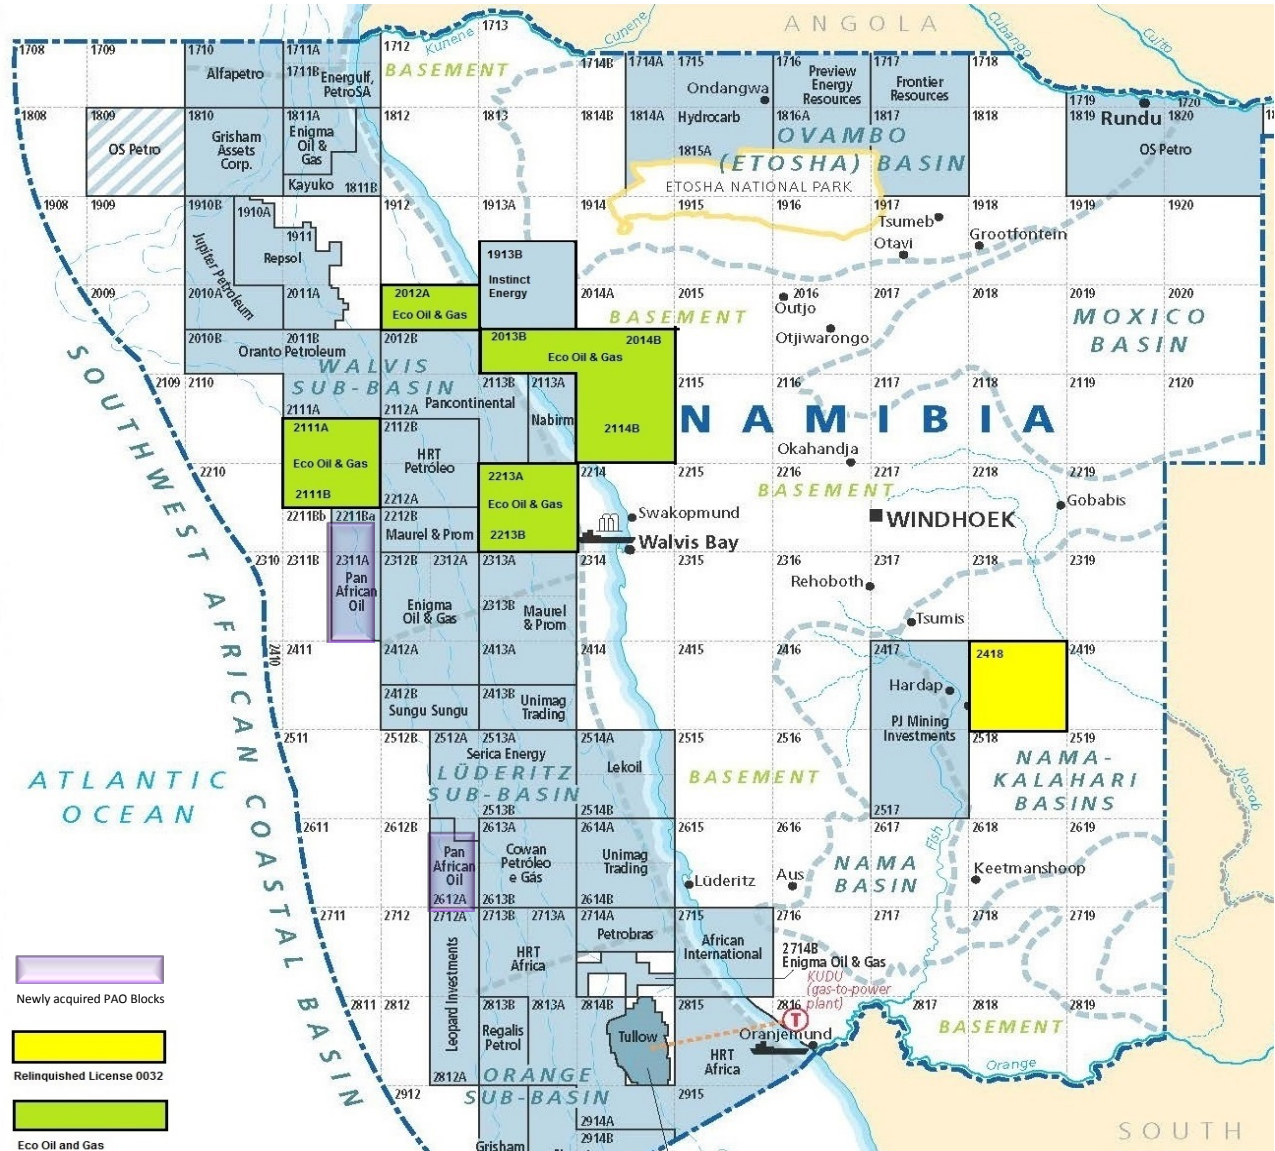 ANGOLA
1713
1708
1709
1710
1711A
1712
Kunene
Cunene
Cubango
Cuito
BASEMENT
Alfapetro
1711B
Energulf,
PetroSA
1714B
1714A
1715
1716
1717
1718
Ondangwa
Preview
Energy
Resources
Frontier
Resources
1719
1720
Rundu
1808
1809
1810
1811A
1812
1813
1814B
1814A
Hydrocarb
1816A
1817
1818
1819
1820
OS Petro
Grisham
Assets
Corp.
Enigma
Oil &
Gas
Kayuko
1811B
1815A
OVAMBO
(ETOSHA) BASIN
OS Petro
ETOSHA NATIONAL PARK
1908
1909
1910B
1910A
1911
1912
1913A
1914
1915
1916
1917
1918
1919
1920
Tsumeb
Otavi
Grootfontein
Jupiter Petroleum
Repsol
1913B
Instinct
Energy
2009
2010A
2011A
2012A
Eco Oil & Gas
2014A
2015
2016
2017
2018
2019
2020
Outjo
Otjiwarongo
BASEMENT
MOXICO
BASIN
2010B
2011B
2012B
Oranto Petroleum
2013B
2014B
Eco Oil & Gas
WALVIS
SUB-BASIN
2109
2110
2113B
2113A
2115
2116
2117
2118
2119
2120
Pancontinental
Nabirm
2111A
2112A
2114B
NAMIBIA
2111A
Eco Oil & Gas
2111B
2112B
HRT
Petróleo
2212A
Okahandja
2210
2213A
Eco Oil & Gas
2213B
2214
2215
2216
2217
2218
2219
BASEMENT
Gobabis
2211Bb
2211Ba
2212B
Maurel & Prom
Swakopmund
Walvis Bay
WINDHOEK
2310
2311B
2311A
Pan
African
Oil
2312B
2312A
2313A
2314
2315
2316
2317
2318
2319
Rehoboth
Enigma
Oil & Gas
2313B
Maurel
& Prom
Tsumis
2410
2411
2412A
2413A
2414
2415
2416
2417
2418
2419
2412B
2413B
Sungu Sungu
Unimag
Trading
Hardap
PJ Mining
Investments
2511
2512B
2512A
2513A
2514A
2515
2516
2518
2519
Serica Energy
LÜDERITZ
SUB-BASIN
Lekoil
BASEMENT
NAMA-
KALAHARI
BASINS
Nossob
2513B
2514B
2517
2611
2612B
2613A
2614A
2615
2616
2617
2618
2619
Pan
African
Oil
2612A
Cowan
Petróleo
e Gás
Unimag
Trading
Lüderitz
Aus
NAMA
BASIN
Fish
Keetmanshoop
2613B
2614B
2711
2712
2712A
2713B
2713A
2714A
2715
2716
2717
2718
2719
HRT
Africa
Petrobras
African
International
2714B
Enigma Oil & Gas
KUDU
(gas-to-power
plant)
T
Leopard Investments
2811
2812
2813B
2813A
2814B
2815
2816
2817
2818
2819
Regalis
Petrol
Tullow
HRT
Africa
Oranjemund
BASEMENT
Orange
2812A
ORANGE
SUB-BASIN
2912
2915
2914A
2914B
Grisham
SOUTH
ATLANTIC
OCEAN
SOUTHWEST AFRICAN COASTAL BASIN
Newly acquired PAO Blocks
Relinquished License 0032
Eco Oil and Gas